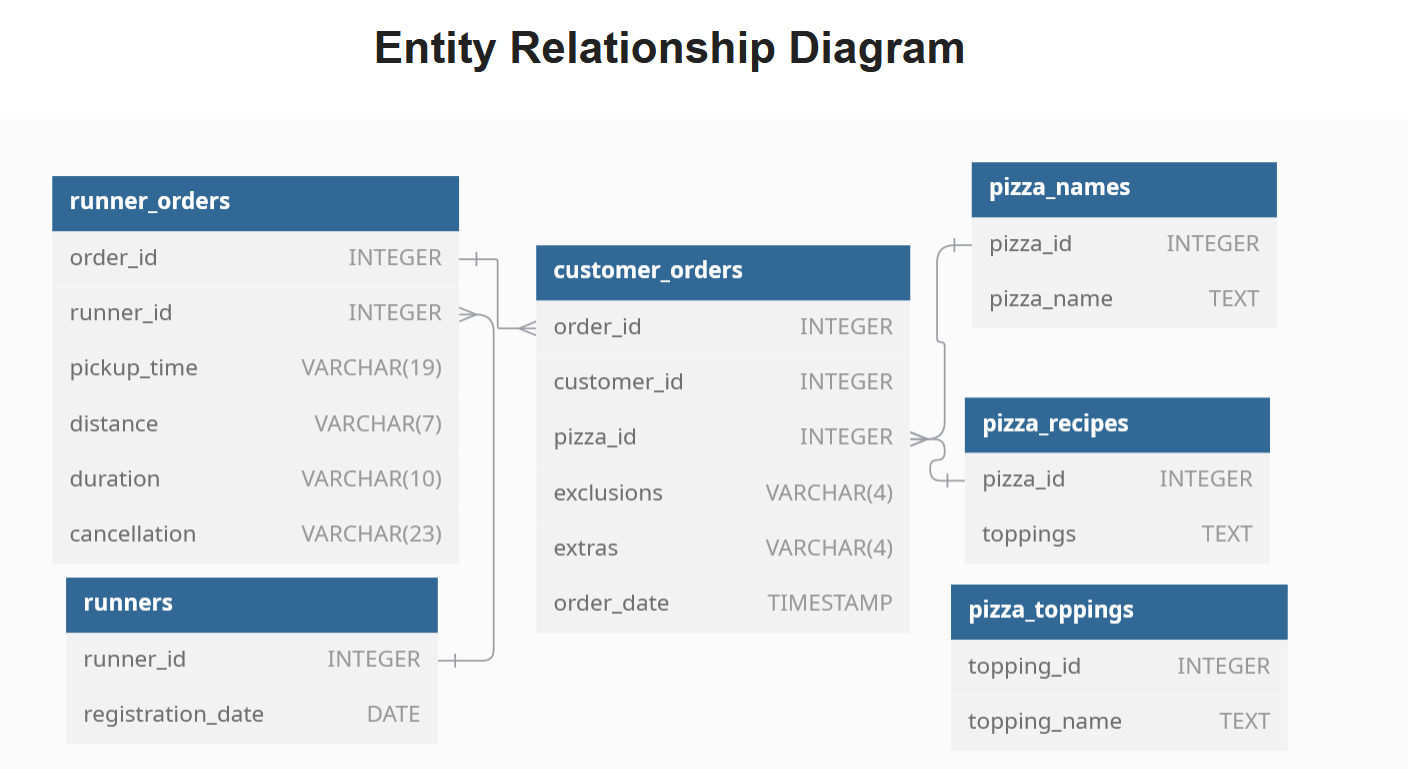 Entity Relationship Diagram
runner_orders
order_id INTEGER
runner_id INTEGER
pickup_time VARCHAR(19)
distance VARCHAR(7)
duration VARCHAR(10)
cancellation VARCHAR(23)
runners
runner_id INTEGER
registration_date DATE
customer_orders
order_id INTEGER
customer_id INTEGER
pizza_id INTEGER
exclusions VARCHAR(4)
extras VARCHAR(4)
order_date TIMESTAMP
pizza_names
pizza_id INTEGER
pizza_name TEXT
pizza_recipes
pizza_id INTEGER
toppings TEXT
pizza_toppings
topping_id INTEGER
topping_name TEXT